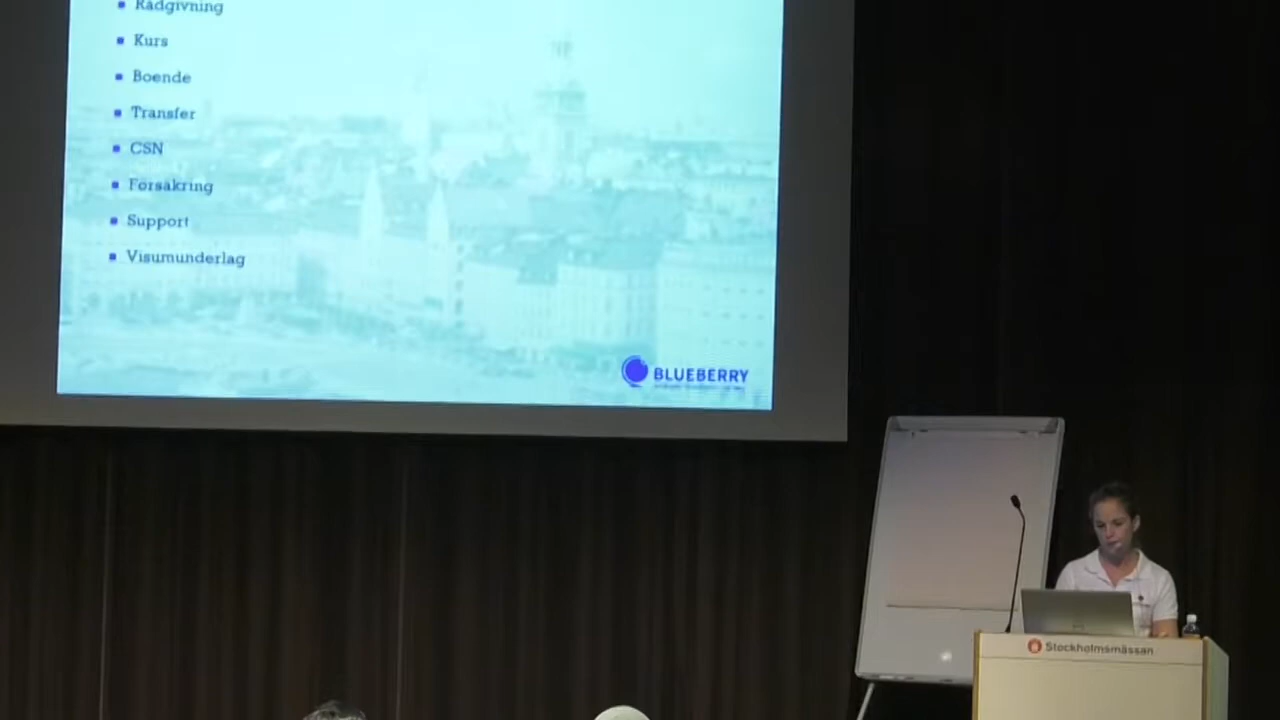 Rådgivning
Kurs
Boende
Transfer
CSN
Försäkring
Support
Visumunderlag
BLUEBERRY
Stockholmsmässan